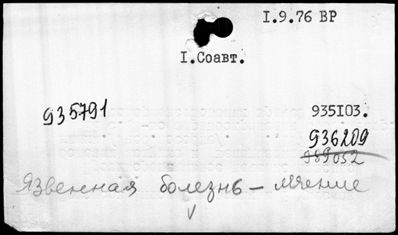 I.9.76 ВР
I.Соавт.
935791
935I03.
936209
989052
Язвенная болезнь – лечение
V